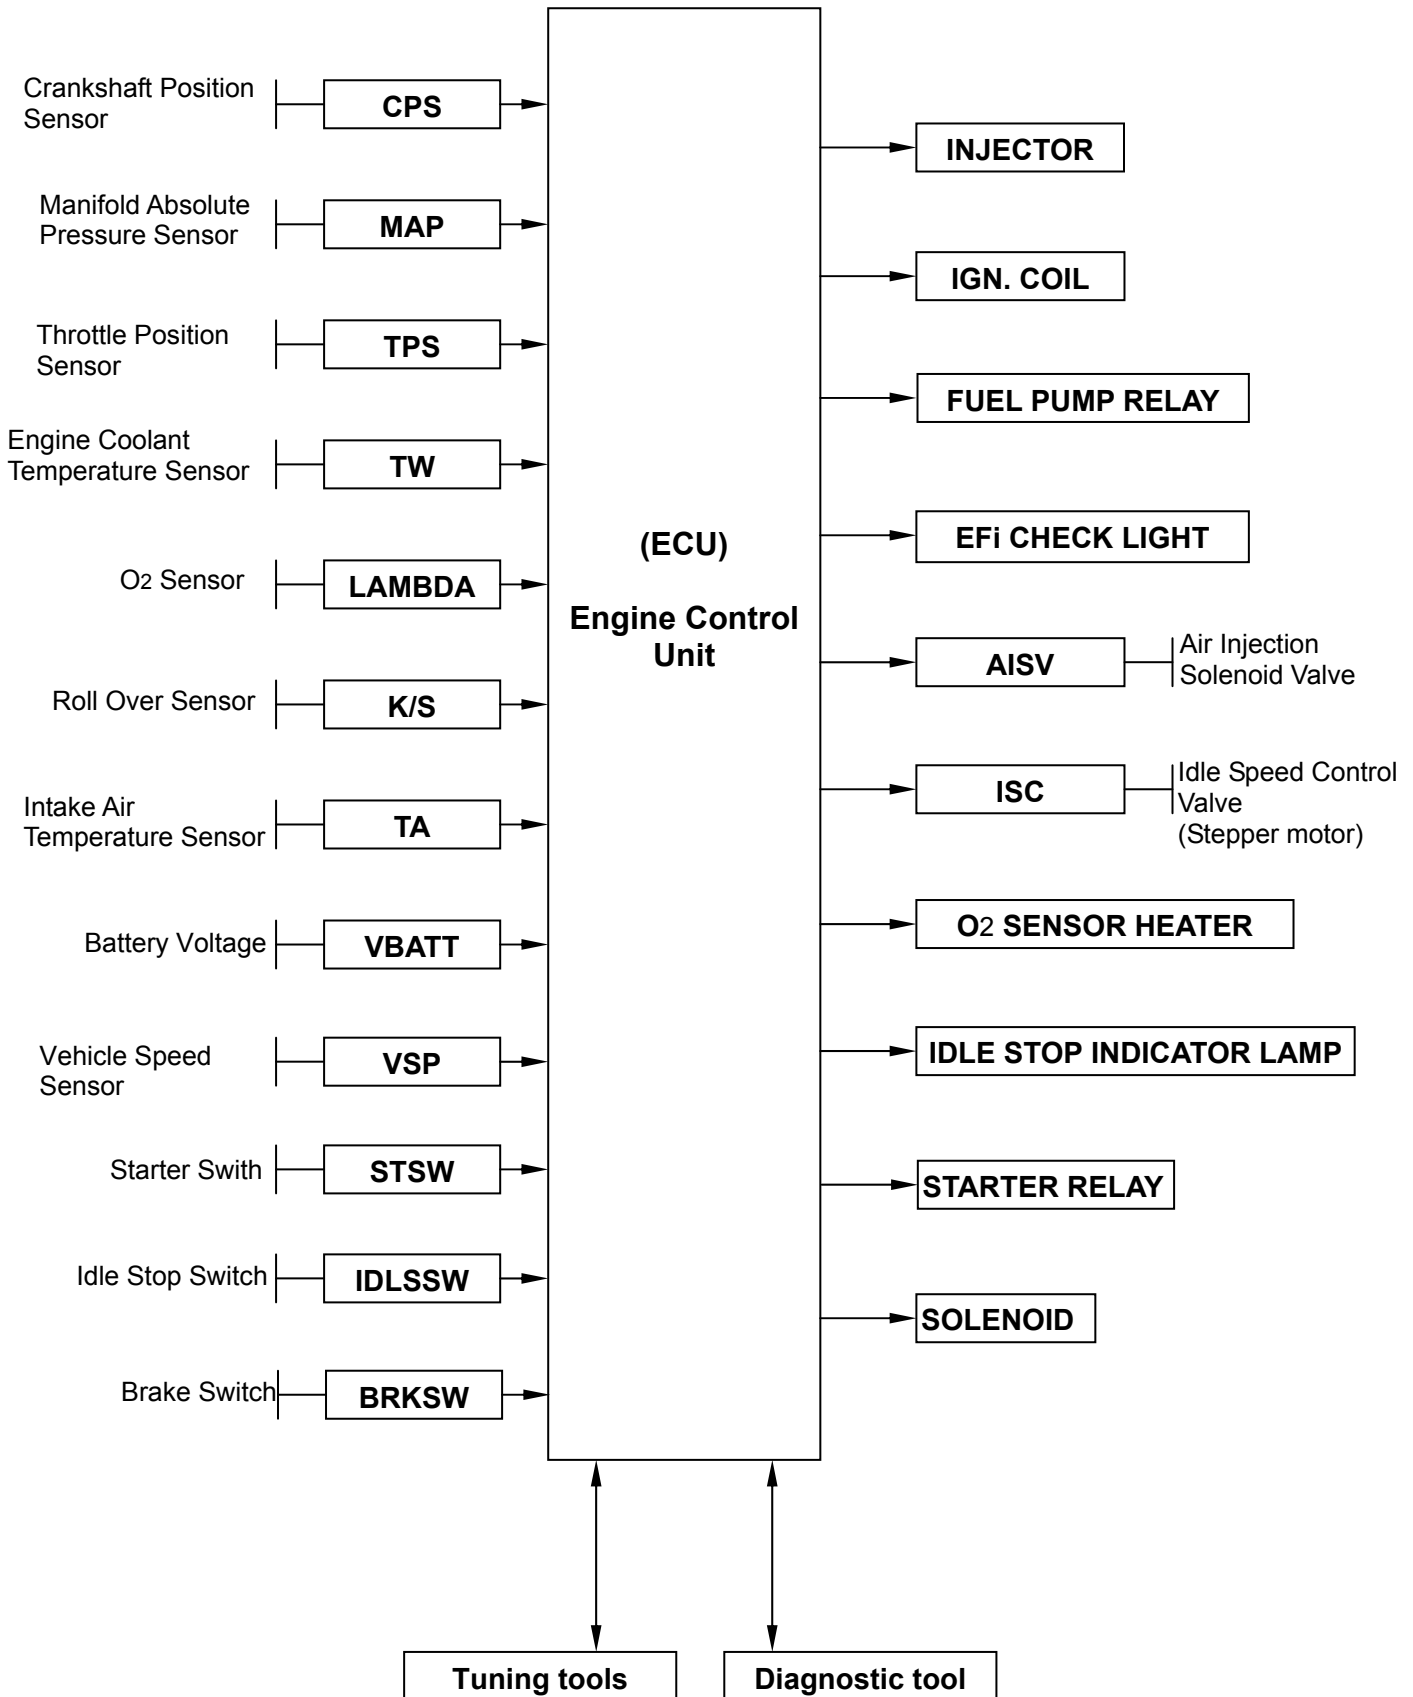 Crankshaft Position
Sensor
CPS
Manifold Absolute
Pressure Sensor
MAP
Throttle Position
Sensor
TPS
Engine Coolant
Temperature Sensor
TW
O2 Sensor
LAMBDA
Roll Over Sensor
K/S
Intake Air
Temperature Sensor
TA
Battery Voltage
VBATT
Vehicle Speed
Sensor
VSP
Starter Swith
STSW
Idle Stop Switch
IDLSSW
Brake Switch
BRKSW
(ECU)
Engine Control
Unit
INJECTOR
IGN. COIL
FUEL PUMP RELAY
EFi CHECK LIGHT
AISV
Air Injection
Solenoid Valve
ISC
Idle Speed Control
Valve
(Stepper motor)
O2 SENSOR HEATER
IDLE STOP INDICATOR LAMP
STARTER RELAY
SOLENOID
Tuning tools
Diagnostic tool